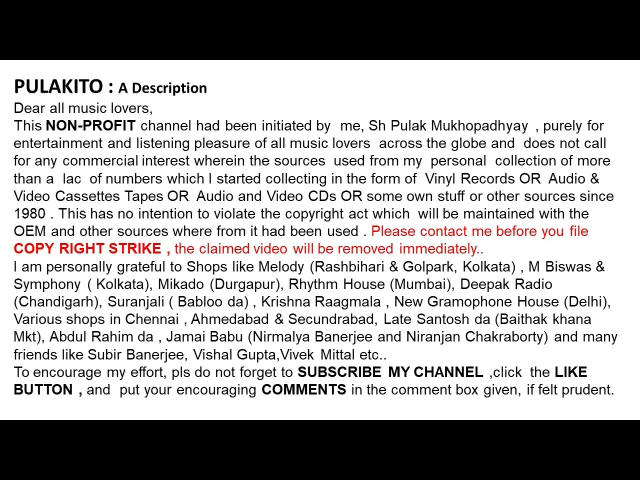 PULAKITO : A Description
Dear all music lovers,
This NON-PROFIT channel had been initiated by me, Sh Pulak Mukhopadhyay , purely for
entertainment and listening pleasure of all music lovers across the globe and does not call
for any commercial interest wherein the sources used from my personal collection of more
than a lac of numbers which I started collecting in the form of Vinyl Records OR Audio &
Video Cassettes Tapes OR Audio and Video CDs OR some own stuff or other sources since
1980 . This has no intention to violate the copyright act which will be maintained with the
OEM and other sources where from it had been used . Please contact me before you file
COPY RIGHT STRIKE , the claimed video will be removed immediately..
I am personally grateful to Shops like Melody (Rashbihari & Golpark, Kolkata) , M Biswas &
Symphony ( Kolkata), Mikado (Durgapur), Rhythm House (Mumbai), Deepak Radio
(Chandigarh), Suranjali ( Babloo da) , Krishna Raagmala , New Gramophone House (Delhi),
Various shops in Chennai , Ahmedabad & Secundrabad, Late Santosh da (Baithak khana
Mkt), Abdul Rahim da , Jamai Babu (Nirmalya Banerjee and Niranjan Chakraborty) and many
friends like Subir Banerjee, Vishal Gupta,Vivek Mittal etc..
To encourage my effort, pls do not forget to SUBSCRIBE MY CHANNEL ,click the LIKE
BUTTON , and put your encouraging COMMENTS in the comment box given, if felt prudent.